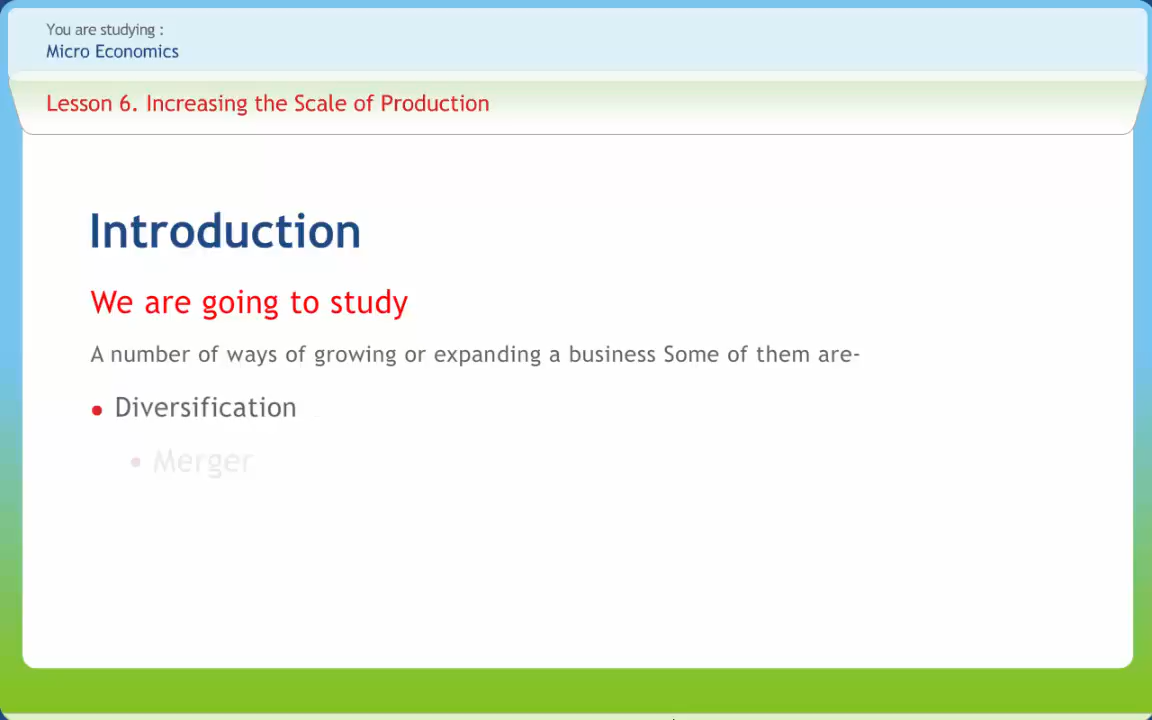 You are studying :
Micro Economics
Lesson 6. Increasing the Scale of Production
Introduction
We are going to study
A number of ways of growing or expanding a business Some of them are-
• Diversification
• Merger